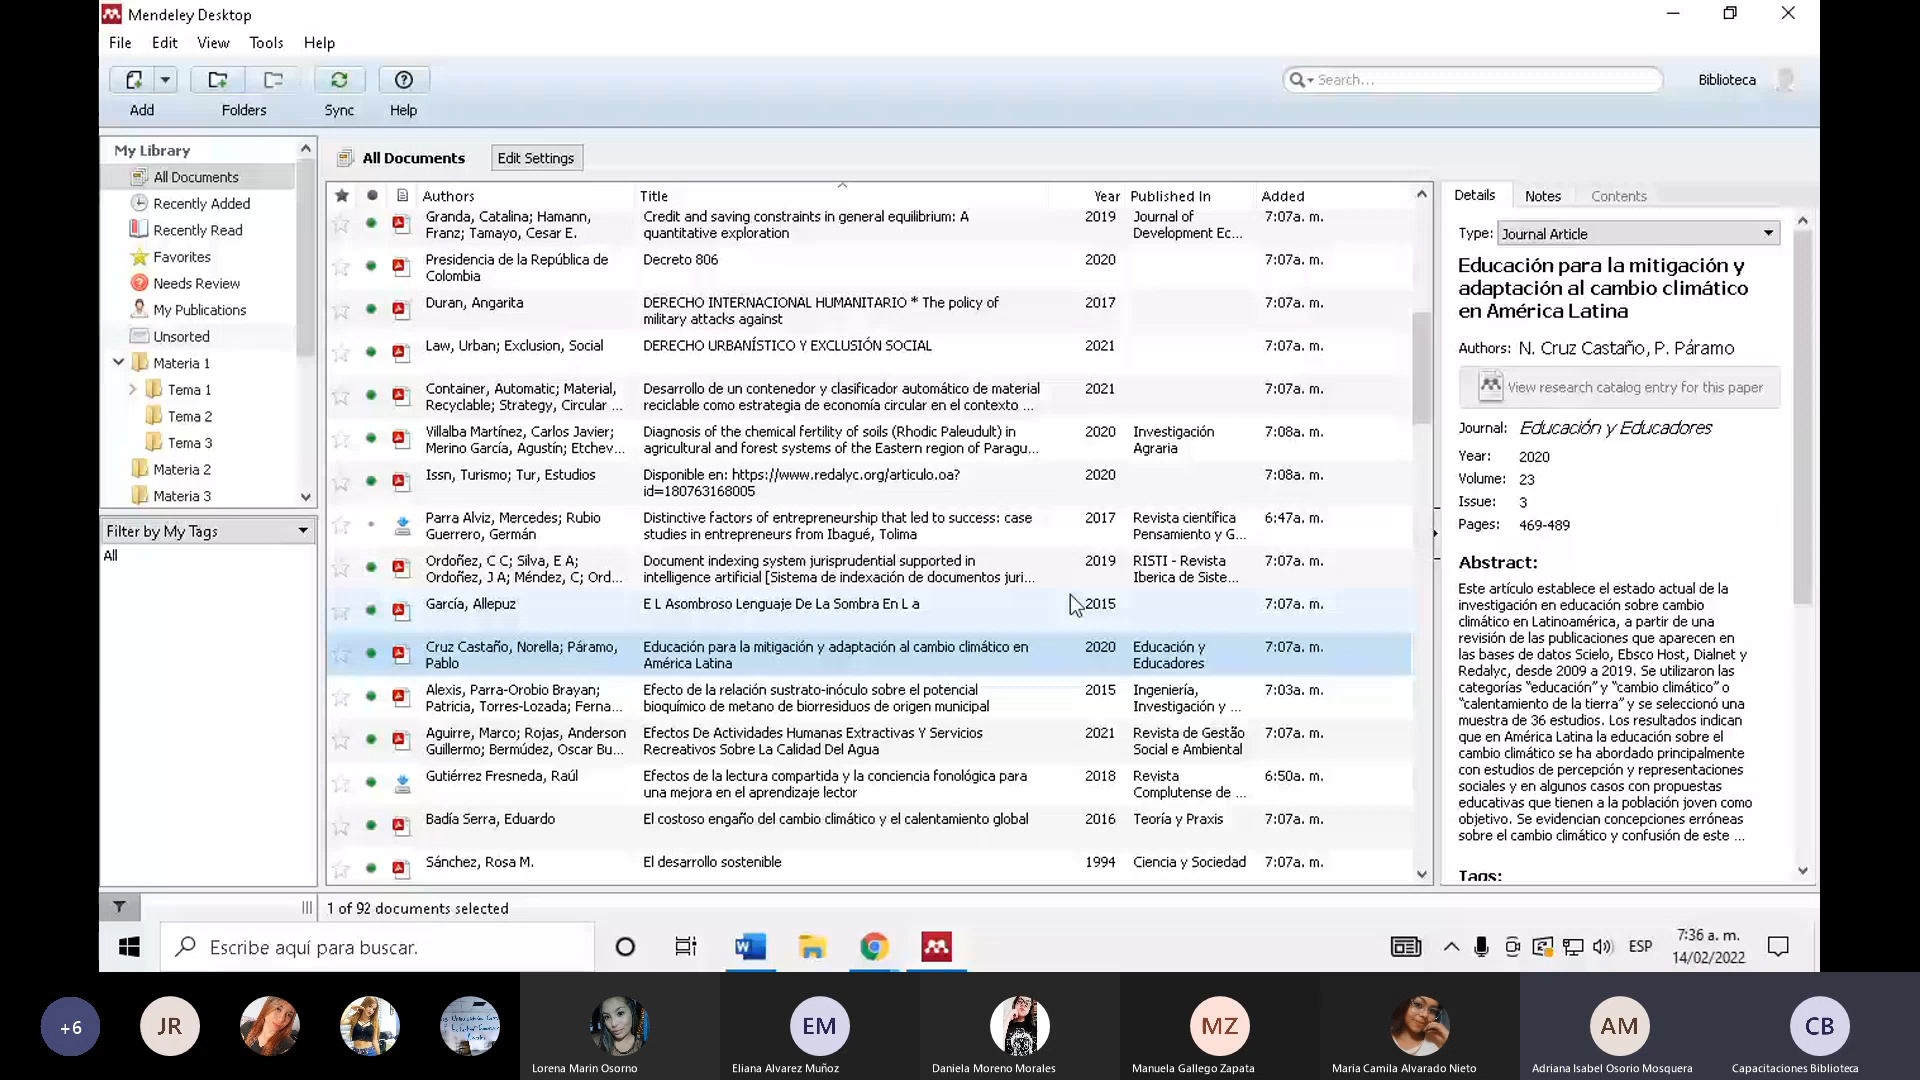 Mendeley Desktop
File Edit View Tools Help
Search...
Biblioteca
Add Folders Sync Help
My Library
All Documents
Recently Added
Recently Read
Favorites
Needs Review
My Publications
Unsorted
Materia 1
Tema 1
Tema 2
Tema 3
Materia 2
Materia 3
Filter by My Tags
All
All Documents Edit Settings
Authors Title Year Published In Added
Granda, Catalina; Hamann, Credit and saving constraints in general equilibrium: A 2019 Journal of 7:07a. m.
Franz; Tamayo, Cesar E. quantitative exploration Development Ec...
Presidencia de la República de Decreto 806 2020 7:07a. m.
Colombia
Duran, Angarita DERECHO INTERNACIONAL HUMANITARIO * The policy of 2017 7:07a. m.
military attacks against
Law, Urban; Exclusion, Social DERECHO URBANÍSTICO Y EXCLUSIÓN SOCIAL 2021 7:07a. m.
Container, Automatic; Material, Desarrollo de un contenedor y clasificador automático de material 2021 7:07a. m.
Recyclable; Strategy, Circular ... reciclable como estrategia de economía circular en el contexto ...
Villalba Martínez, Carlos Javier; Diagnosis of the chemical fertility of soils (Rhodic Paleudult) in 2020 Investigación 7:08a. m.
Merino García, Agustín; Etchev... agricultural and forest systems of the Eastern region of Paragu... Agraria
Issn, Turismo; Tur, Estudios Disponible en: https://www.redalyc.org/articulo.oa? 2020 7:08a. m.
id=180763168005
Parra Alviz, Mercedes; Rubio Distinctive factors of entrepreneurship that led to success: case 2017 Revista científica 6:47a. m.
Guerrero, Germán studies in entrepreneurs from Ibagué, Tolima Pensamiento y G...
Ordoñez, C C; Silva, E A; Document indexing system jurisprudential supported in 2019 RISTI - Revista 7:07a. m.
Ordoñez, J A; Méndez, C; Ord... intelligence artificial [Sistema de indexación de documentos juri... Iberica de Siste...
García, Allepuz E L Asombroso Lenguaje De La Sombra En L a 2015 7:07a. m.
Cruz Castaño, Norella; Páramo, Educación para la mitigación y adaptación al cambio climático en 2020 Educación y 7:07a. m.
Pablo América Latina Educadores
Alexis, Parra-Orobio Brayan; Efecto de la relación sustrato-inóculo sobre el potencial 2015 Ingeniería, 7:03a. m.
Patricia, Torres-Lozada; Ferna... bioquímico de metano de biorresiduos de origen municipal Investigación y ...
Aguirre, Marco; Rojas, Anderson Efectos De Actividades Humanas Extractivas Y Servicios 2021 Revista de Gestão 7:07a. m.
Guillermo; Bermúdez, Oscar Bu... Recreativos Sobre La Calidad Del Agua Social e Ambiental
Gutiérrez Fresneda, Raúl Efectos de la lectura compartida y la conciencia fonológica para 2018 Revista 6:50a. m.
una mejora en el aprendizaje lector Complutense de ...
Badía Serra, Eduardo El costoso engaño del cambio climático y el calentamiento global 2016 Teoría y Praxis 7:07a. m.
Sánchez, Rosa M. El desarrollo sostenible 1994 Ciencia y Sociedad 7:07a. m.
1 of 92 documents selected
Details Notes Contents
Type: Journal Article
Educación para la mitigación y
adaptación al cambio climático
en América Latina
Authors: N. Cruz Castaño, P. Páramo
View research catalog entry for this paper
Journal: Educación y Educadores
Year: 2020
Volume: 23
Issue: 3
Pages: 469-489
Abstract:
Este artículo establece el estado actual de la
investigación en educación sobre cambio
climático en Latinoamérica, a partir de una
revisión de las publicaciones que aparecen en
las bases de datos Scielo, Ebsco Host, Dialnet y
Redalyc, desde 2009 a 2019. Se utilizaron las
categorías “educación” y “cambio climático” o
“calentamiento de la tierra” y se seleccionó una
muestra de 36 estudios. Los resultados indican
que en América Latina la educación sobre el
cambio climático se ha abordado principalmente
con estudios de percepción y representaciones
sociales y en algunos casos con propuestas
educativas que tienen a la población joven como
objetivo. Se evidencian concepciones erróneas
sobre el cambio climático y confusión de este ...
Tags:
Escribe aquí para buscar.
ESP
7:36 a. m.
14/02/2022
+6 JR EM MZ AM CB
Lorena Marin Osorno Eliana Alvarez Muñoz Daniela Moreno Morales Manuela Gallego Zapata Maria Camila Alvarado Nieto Adriana Isabel Osorio Mosquera Capacitaciones Biblioteca